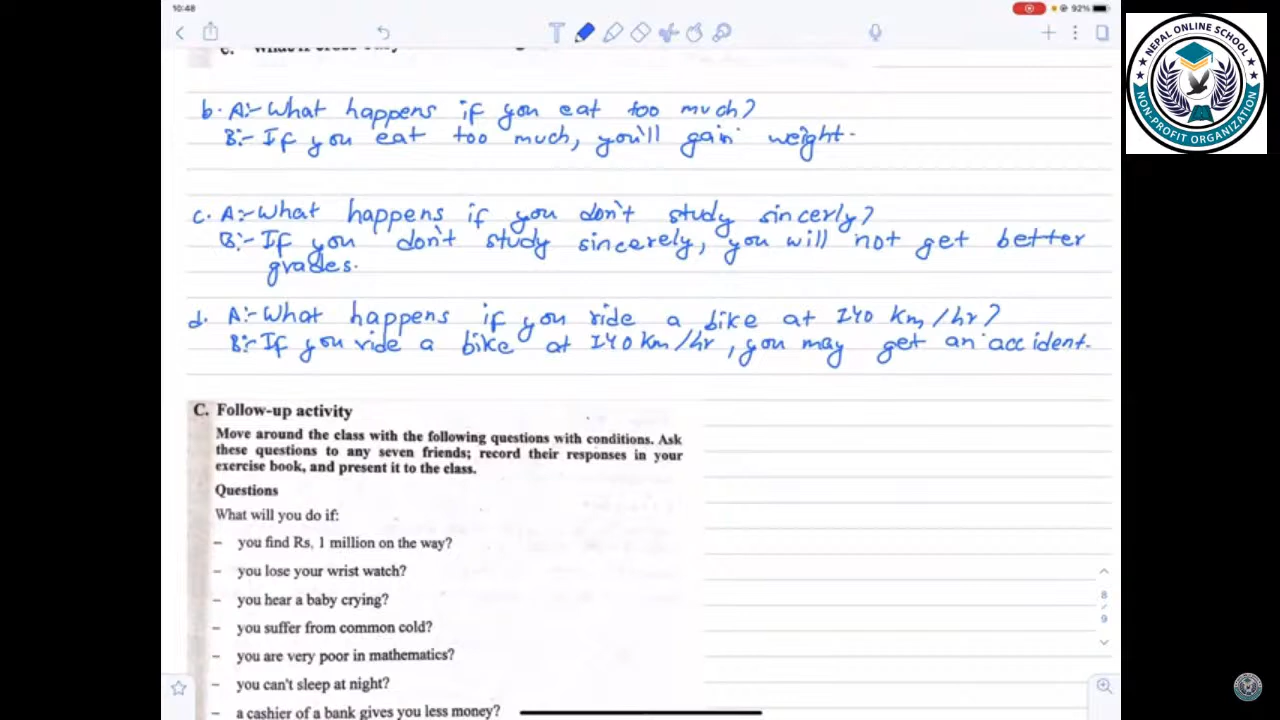 10:48
92%
NEPAL ONLINE SCHOOL
NON-PROFIT ORGANIZATION
b. A:- What happens if you eat too much?
B:- If you eat too much, you'll gain weight.
c. A:- What happens if you don't study sincerly?
B:- If you don't study sincerely, you will not get better
grades.
d. A:- What happens if you ride a bike at 140 km/hr?
B:- If you ride a bike at 140 km/hr, you may get an accident.
C. Follow-up activity
Move around the class with the following questions with conditions. Ask
these questions to any seven friends; record their responses in your
exercise book, and present it to the class.
Questions
What will you do if:
- you find Rs, 1 million on the way?
- you lose your wrist watch?
- you hear a baby crying?
- you suffer from common cold?
- you are very poor in mathematics?
- you can't sleep at night?
- a cashier of a bank gives you less money?
8
/
9